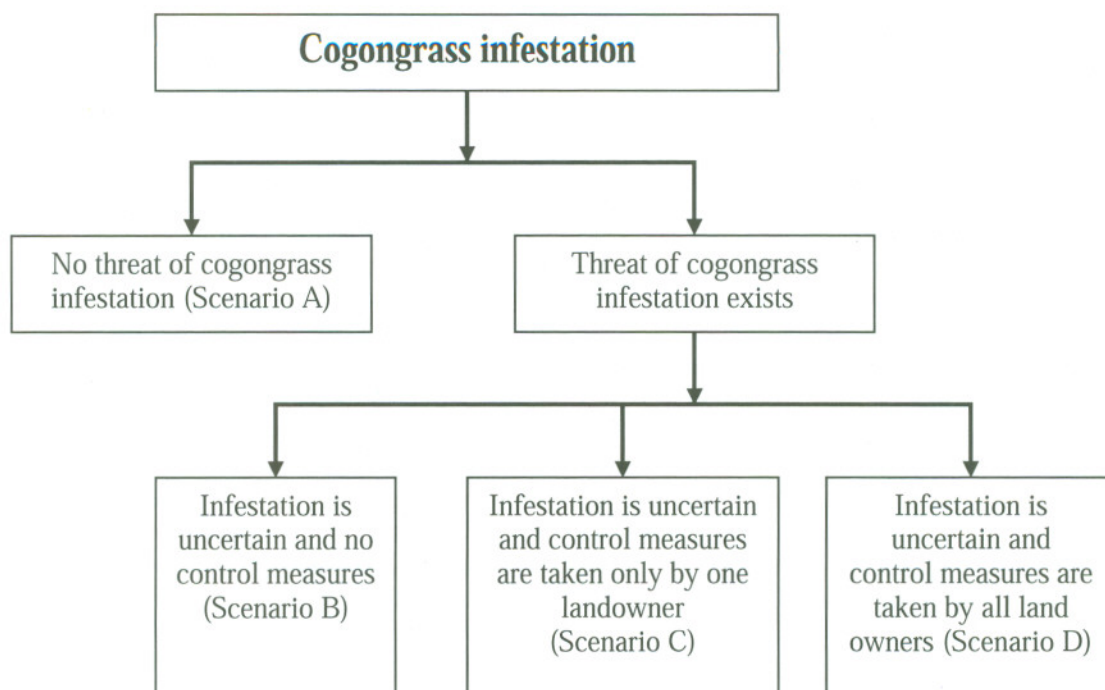 Cogongrass infestation
No threat of cogongrass
infestation (Scenario A)
Threat of cogongrass
infestation exists
Infestation is
uncertain and no
control measures
(Scenario B)
Infestation is uncertain
and control measures
are taken only by one
landowner
(Scenario C)
Infestation is
uncertain and
control measures are
taken by all land
owners (Scenario D)